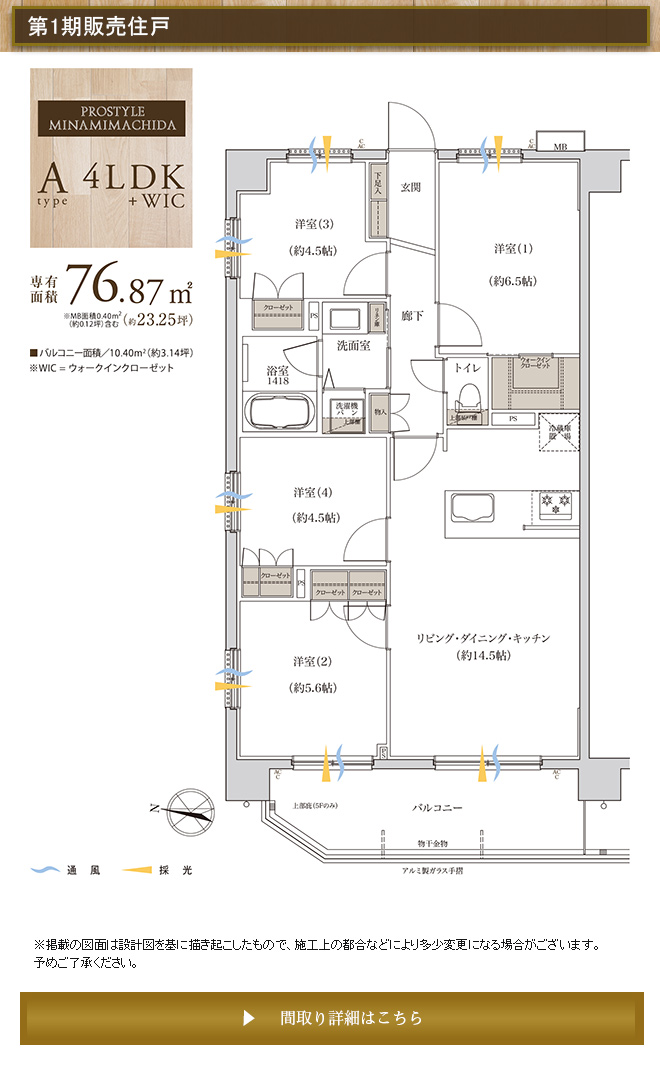 第1期販売住戸
PROSTYLE
MINAMIMACHIDA
A type 4LDK
+WIC
専有面積 76.87㎡
※MB面積0.40㎡
(約0.12坪)含む
(約23.25坪)
■バルコニー面積／10.40㎡(約3.14坪)
※WIC = ウォークインクローゼット
C
AC
C
AC
MB
下足入
玄関
洋室(3)
(約4.5帖)
洋室(1)
(約6.5帖)
クローゼット
PS
リネン庫
廊下
洗面室
浴室
1418
トイレ
ウォークイン
クローゼット
洗濯機
パン
上部棚
物入
上部吊戸棚
PS
冷蔵庫
置場
洋室(4)
(約4.5帖)
クローゼット
PS
クローゼット
クローゼット
リビング・ダイニング・キッチン
(約14.5帖)
洋室(2)
(約5.6帖)
PS
AC
C
AC
C
N
上部庇(5Fのみ)
バルコニー
物干金物
アルミ製ガラス手摺
通風
採光
※掲載の図面は設計図を基に描き起こしたもので、施工上の都合などにより多少変更になる場合がございます。
予めご了承ください。
▶ 間取り詳細はこちら